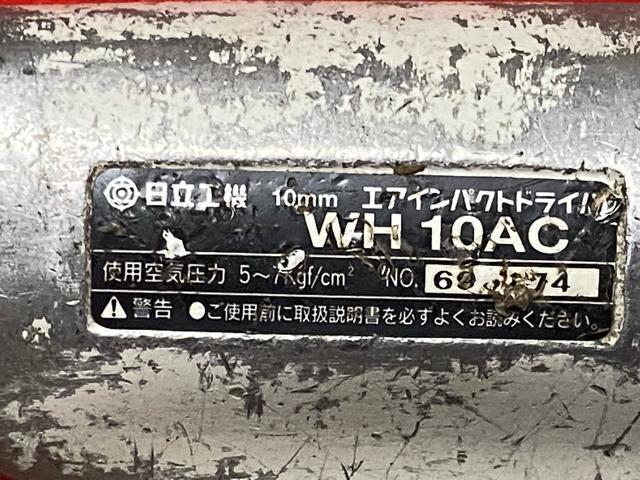 日立工機 10mm エアインパクトドライバ
WH 10AC
使用空気圧力 5～7kgf/cm² NO.
警告 ●ご使用前に取扱説明書を必ずよくお読みください。